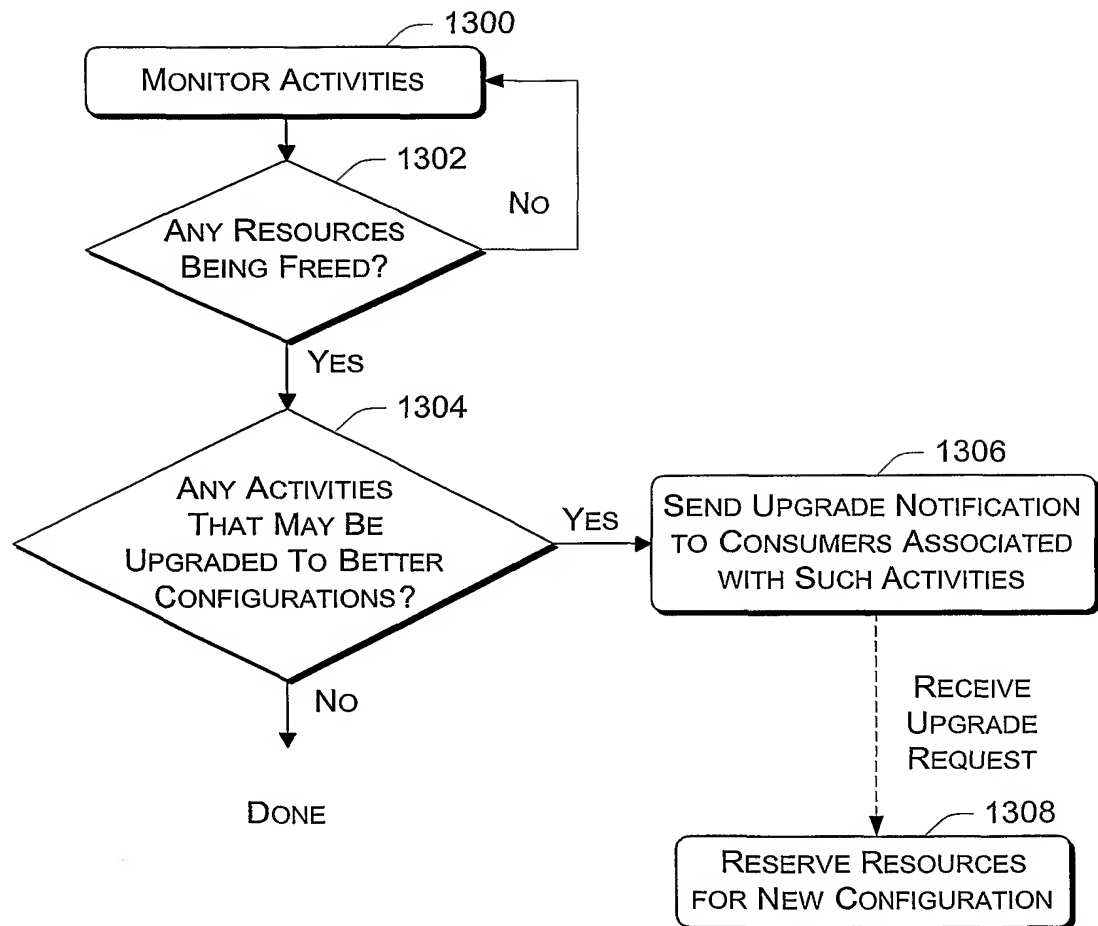 1300
MONITOR ACTIVITIES
1302
NO
ANY RESOURCES
BEING FREED?
YES
1304
ANY ACTIVITIES
THAT MAY BE
UPGRADED TO BETTER
CONFIGURATIONS?
YES
1306
SEND UPGRADE NOTIFICATION
TO CONSUMERS ASSOCIATED
WITH SUCH ACTIVITIES
NO
DONE
RECEIVE
UPGRADE
REQUEST
1308
RESERVE RESOURCES
FOR NEW CONFIGURATION